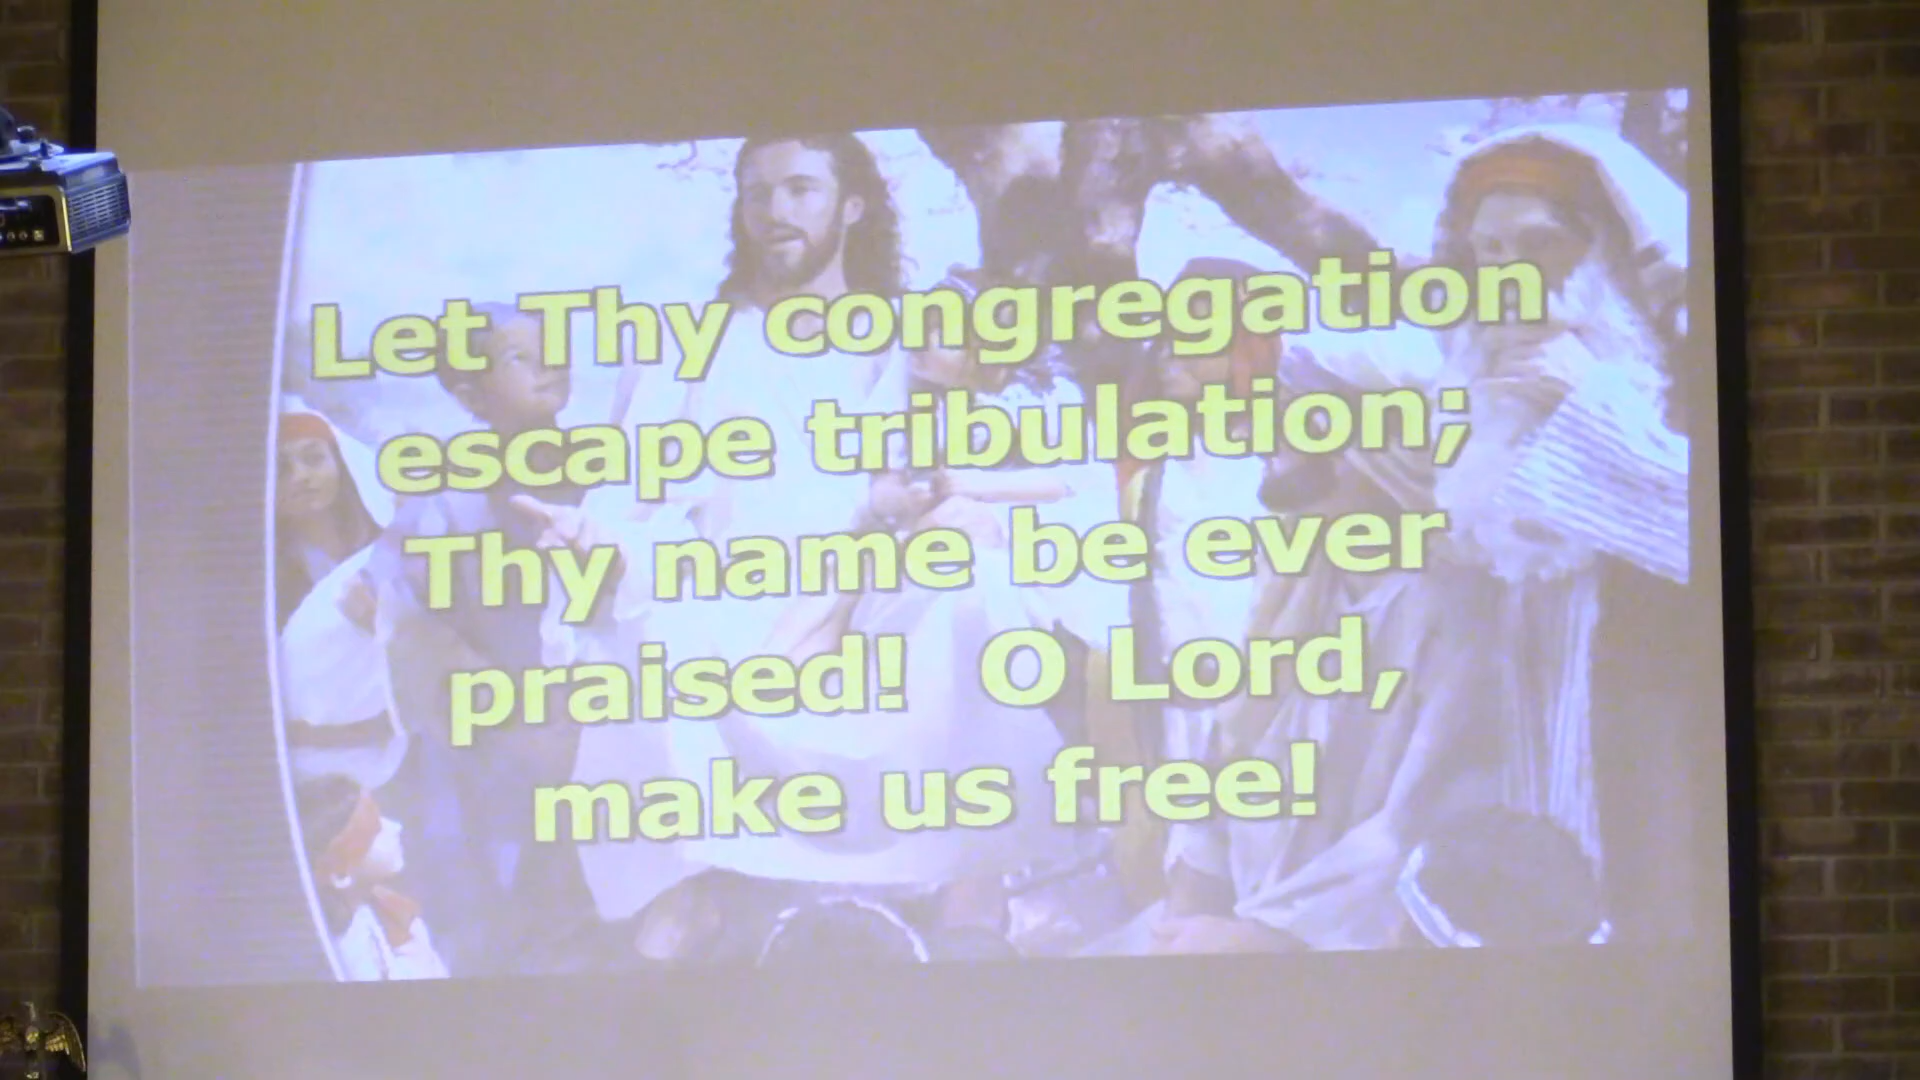 Let Thy congregation
escape tribulation;
Thy name be ever
praised!  O Lord,
make us free!